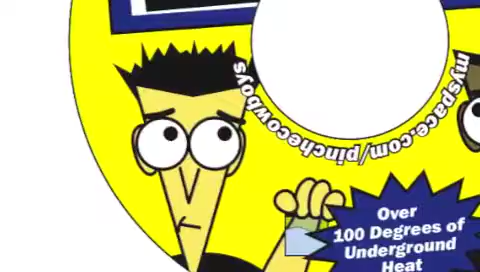 myspace.com/pinchecowboys
Over
100 Degrees of
Underground
Heat